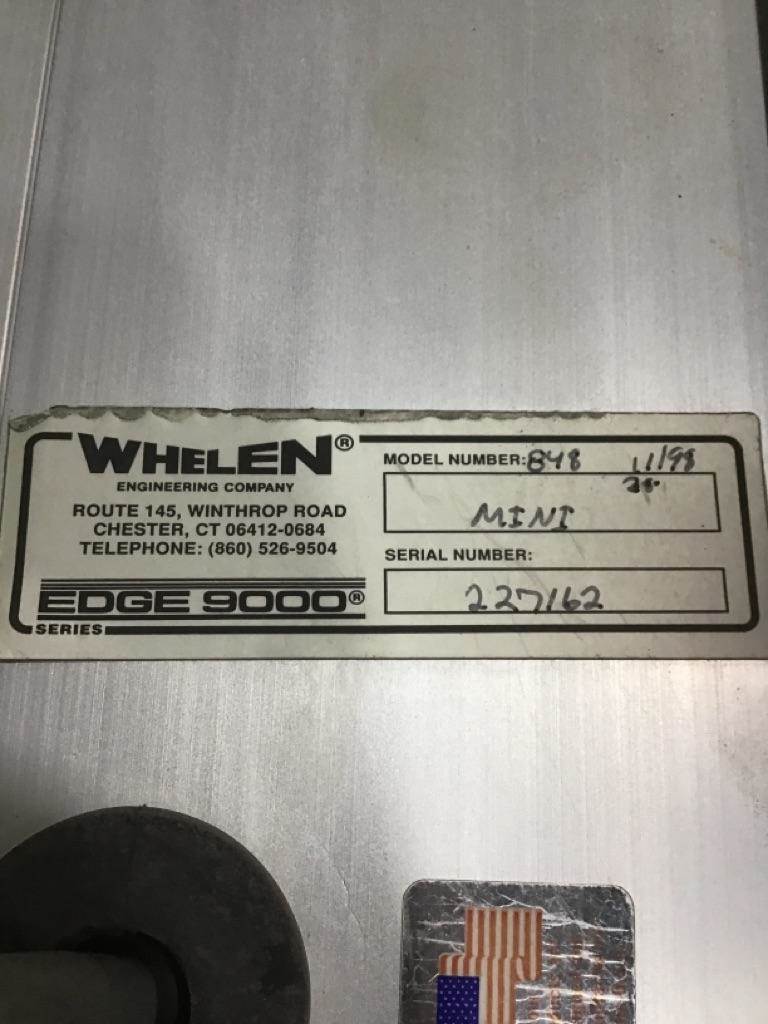 WHELEN®
ENGINEERING COMPANY
ROUTE 145, WINTHROP ROAD
CHESTER, CT 06412-0684
TELEPHONE: (860) 526-9504
EDGE 9000®
SERIES
MODEL NUMBER: 848 11/98
MINI
SERIAL NUMBER:
227162